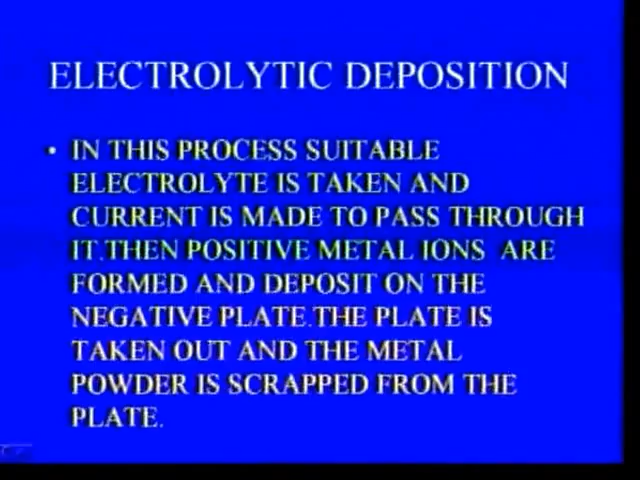 ELECTROLYTIC DEPOSITION
• IN THIS PROCESS SUITABLE
ELECTROLYTE IS TAKEN AND
CURRENT IS MADE TO PASS THROUGH
IT.THEN POSITIVE METAL IONS  ARE
FORMED AND DEPOSIT ON THE
NEGATIVE PLATE.THE PLATE IS
TAKEN OUT AND THE METAL
POWDER IS SCRAPPED FROM THE
PLATE.